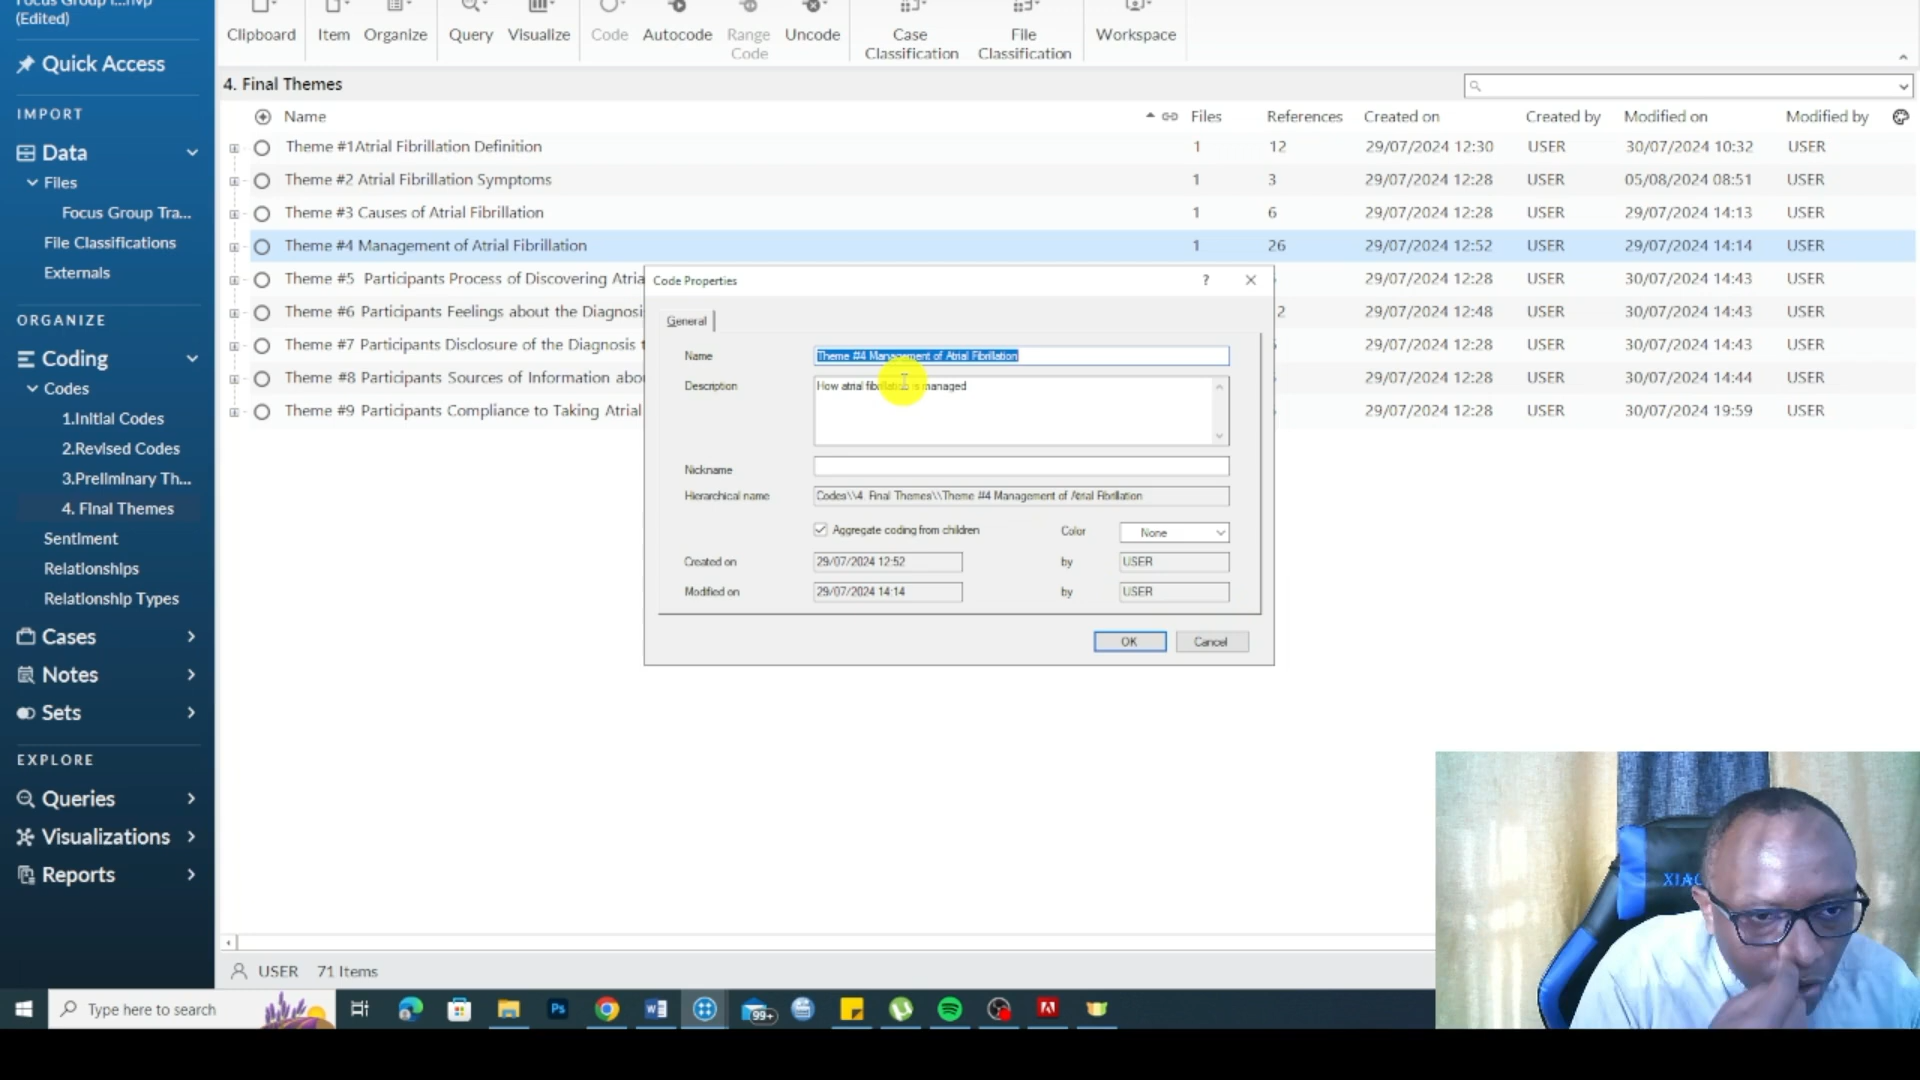 Focus Group I...nvp
(Edited)
Quick Access
IMPORT
Data
Files
Focus Group Tra...
File Classifications
Externals
ORGANIZE
Coding
Codes
1.Initial Codes
2.Revised Codes
3.Preliminary Th...
4. Final Themes
Sentiment
Relationships
Relationship Types
Cases
Notes
Sets
EXPLORE
Queries
Visualizations
Reports
Clipboard Item Organize Query Visualize Code Autocode Range Code Uncode Case Classification File Classification Workspace
4. Final Themes
Name Files References Created on Created by Modified on Modified by
Theme #1Atrial Fibrillation Definition 1 12 29/07/2024 12:30 USER 30/07/2024 10:32 USER
Theme #2 Atrial Fibrillation Symptoms 1 3 29/07/2024 12:28 USER 05/08/2024 08:51 USER
Theme #3 Causes of Atrial Fibrillation 1 6 29/07/2024 12:28 USER 29/07/2024 14:13 USER
Theme #4 Management of Atrial Fibrillation 1 26 29/07/2024 12:52 USER 29/07/2024 14:14 USER
Theme #5 Participants Process of Discovering Atria 29/07/2024 12:28 USER 30/07/2024 14:43 USER
Theme #6 Participants Feelings about the Diagnosi 2 29/07/2024 12:48 USER 30/07/2024 14:43 USER
Theme #7 Participants Disclosure of the Diagnosis t 29/07/2024 12:28 USER 30/07/2024 14:43 USER
Theme #8 Participants Sources of Information abo 29/07/2024 12:28 USER 30/07/2024 14:44 USER
Theme #9 Participants Compliance to Taking Atrial 29/07/2024 12:28 USER 30/07/2024 19:59 USER
Code Properties ?
General
Name Theme #4 Management of Atrial Fibrillation
Description How atrial fibrillation is managed
Nickname
Hierarchical name Codes\\4. Final Themes\\Theme #4 Management of Atrial Fibrillation
Aggregate coding from children Color None
Created on 29/07/2024 12:52 by USER
Modified on 29/07/2024 14:14 by USER
OK Cancel
XIAO
USER 71 Items
Type here to search
Ps
99+